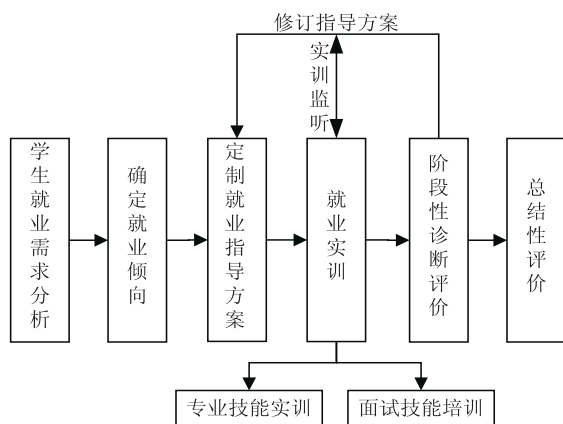 修订指导方案
实训监听
学生就业需求分析
确定就业倾向
定制就业指导方案
就业实训
阶段性诊断评价
总结性评价
专业技能实训
面试技能培训